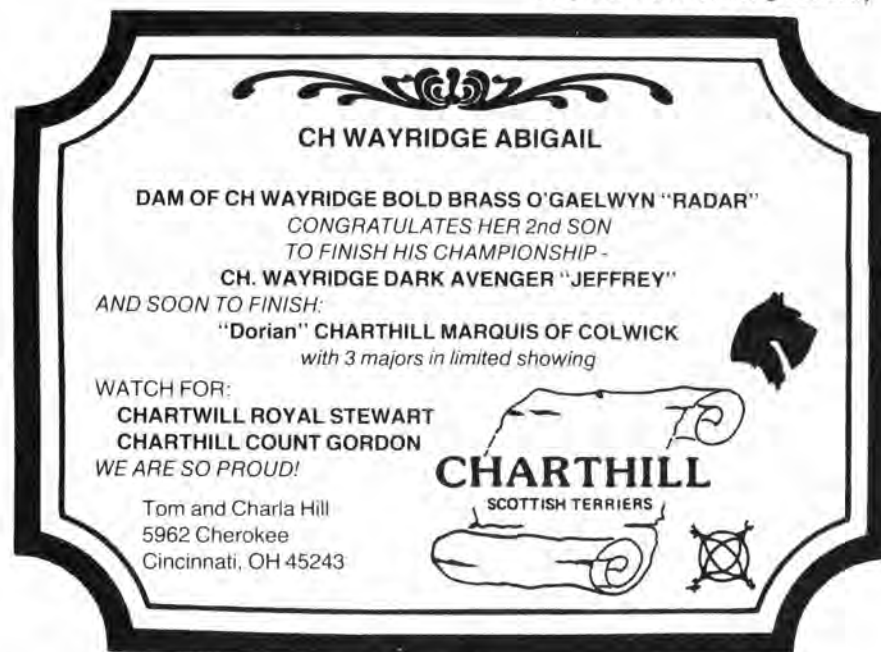 CH WAYRIDGE ABIGAIL
DAM OF CH WAYRIDGE BOLD BRASS O'GAELWYN "RADAR"
CONGRATULATES HER 2nd SON
TO FINISH HIS CHAMPIONSHIP -
CH. WAYRIDGE DARK AVENGER "JEFFREY"
AND SOON TO FINISH:
"Dorian" CHARTHILL MARQUIS OF COLWICK
with 3 majors in limited showing
WATCH FOR:
CHARTWILL ROYAL STEWART
CHARTHILL COUNT GORDON
WE ARE SO PROUD!
Tom and Charla Hill
5962 Cherokee
Cincinnati, OH 45243
CHARTHILL
SCOTTISH TERRIERS